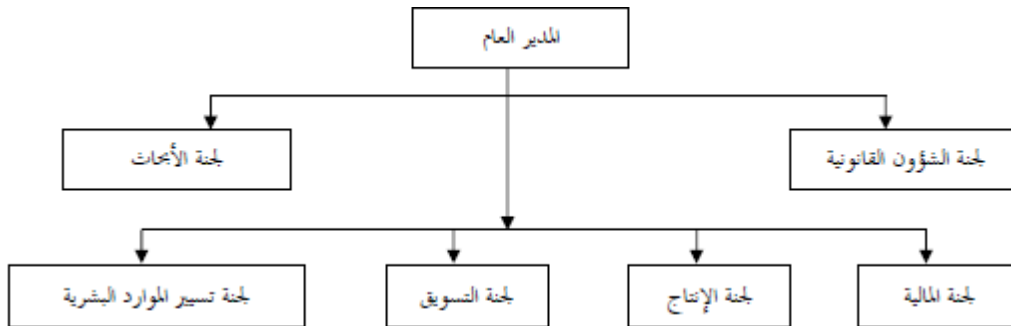 المدير العام
لجنة الشؤون القانونية
لجنة الأبحاث
لجنة المالية
لجنة الإنتاج
لجنة التسويق
لجنة تسيير الموارد البشرية